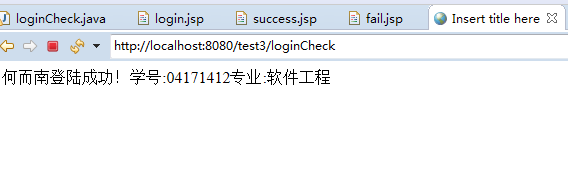 loginCheck.java login.jsp success.jsp fail.jsp Insert title here
http://localhost:8080/test3/loginCheck
何而南登陆成功！学号:04171412专业:软件工程